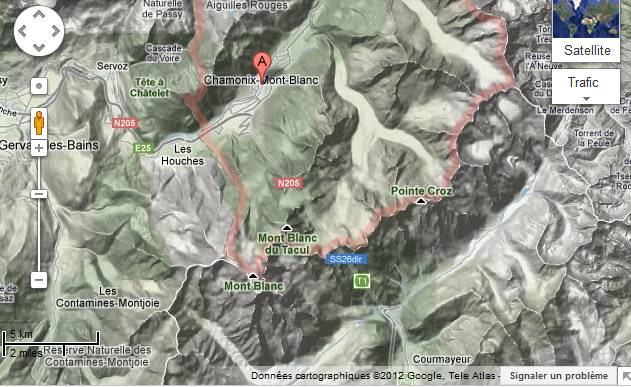 Naturelle
de Passy
Aiguilles Rouges
Cascade
du Voire
Servoz
Tête à
Châtelet
Chamonix-Mont-Blanc
A
Satellite
Trafic
Le Merdenson
Torrent de
la Peule
N205
E25
Les
Houches
Gervais-les-Bains
N205
Pointe Croz
Mont Blanc
du Tacul
SS26dir
T1
Mont Blanc
Les
Contamines-Montjoie
5 km
2 miles
Réserve Naturelle des
Contamines-Montjoie
Courmayeur
Données cartographiques ©2012 Google, Tele Atlas -
Signaler un problème